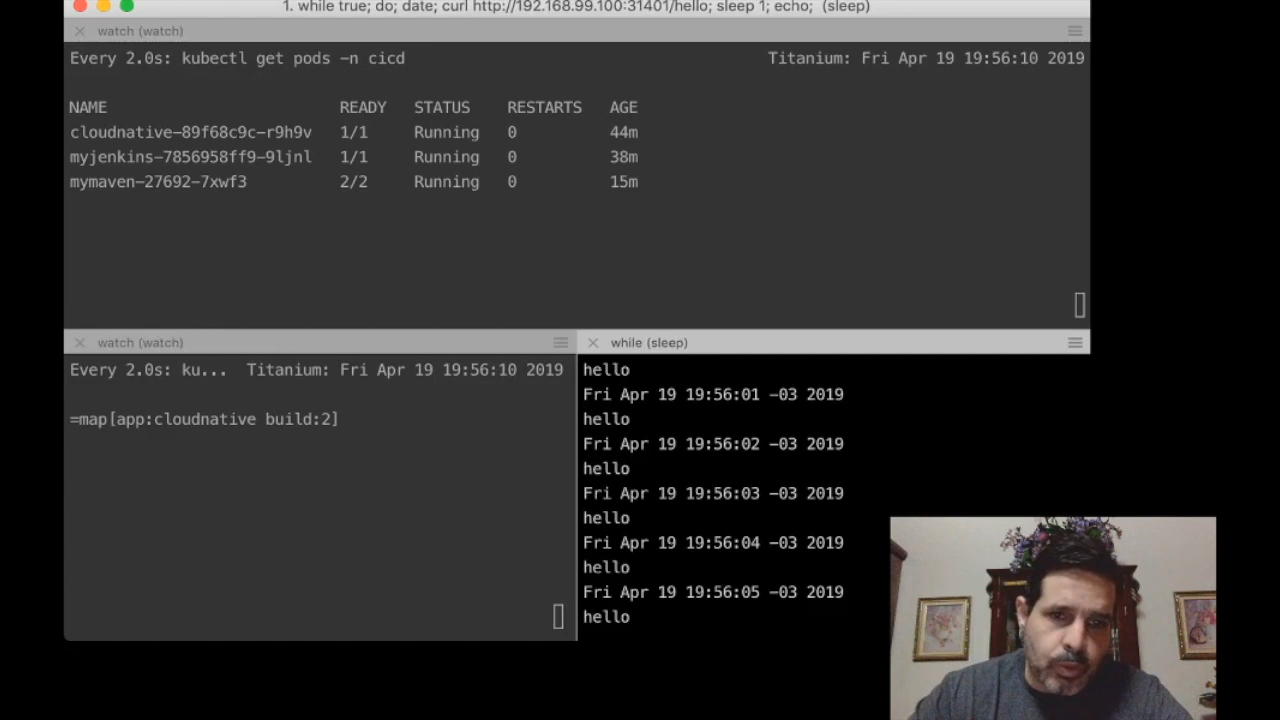 1. while true; do; date; curl http://192.168.99.100:31401/hello; sleep 1; echo; (sleep)
watch (watch)
Every 2.0s: kubectl get pods -n cicd Titanium: Fri Apr 19 19:56:10 2019
NAME READY STATUS RESTARTS AGE
cloudnative-89f68c9c-r9h9v 1/1 Running 0 44m
myjenkins-7856958ff9-9ljnl 1/1 Running 0 38m
mymaven-27692-7xwf3 2/2 Running 0 15m
watch (watch)
Every 2.0s: ku... Titanium: Fri Apr 19 19:56:10 2019
=map[app:cloudnative build:2]
while (sleep)
hello
Fri Apr 19 19:56:01 -03 2019
hello
Fri Apr 19 19:56:02 -03 2019
hello
Fri Apr 19 19:56:03 -03 2019
hello
Fri Apr 19 19:56:04 -03 2019
hello
Fri Apr 19 19:56:05 -03 2019
hello